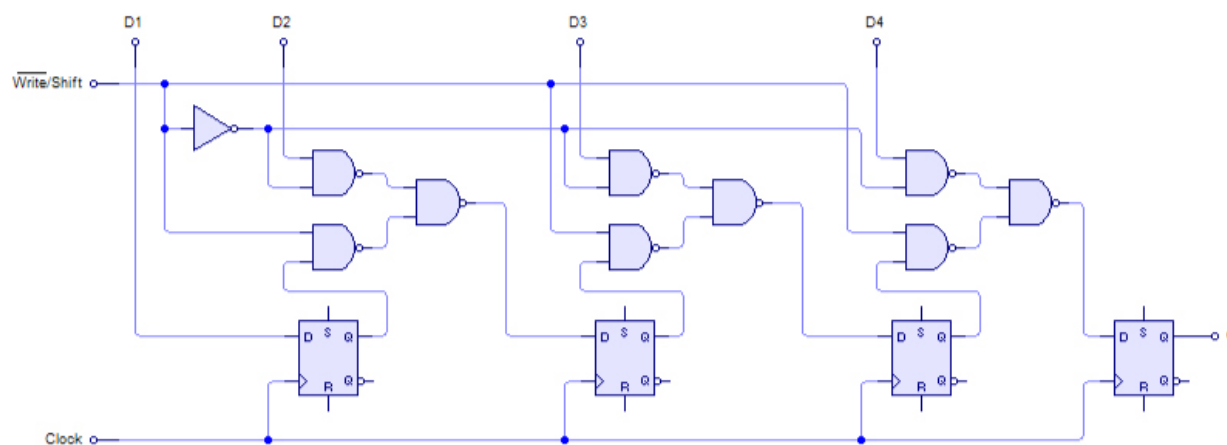 D1 D2 D3 D4
Write/Shift
D S Q D S Q D S Q D S Q
R Q R Q R Q R Q
Clock